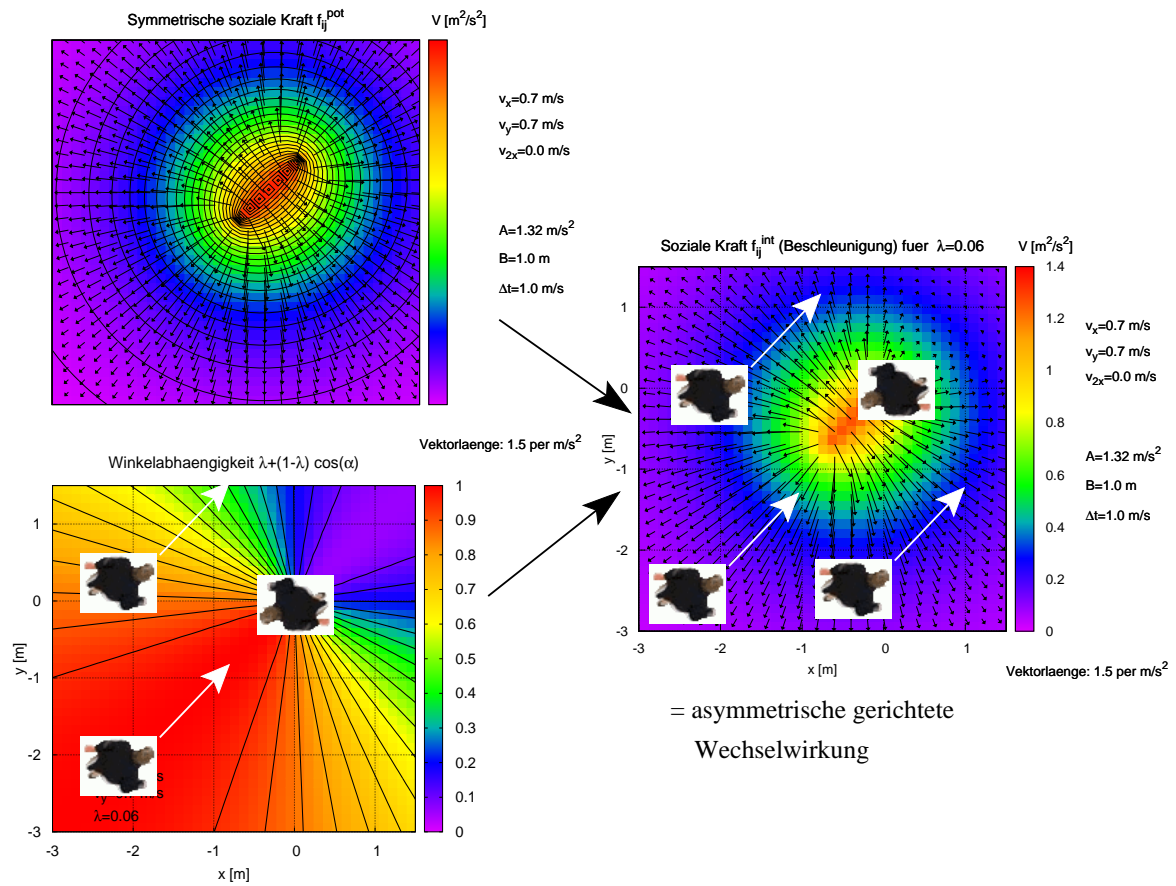 Symmetrische soziale Kraft f_ij^pot
V [m²/s²]
v_x=0.7 m/s
v_y=0.7 m/s
v_2x=0.0 m/s
A=1.32 m/s²
B=1.0 m
Δt=1.0 m/s
Vektorlaenge: 1.5 per m/s²
Winkelabhaengigkeit λ+(1-λ) cos(α)
1
0.9
0.8
0.7
0.6
0.5
0.4
0.3
0.2
0.1
0
1
0
-1
-2
-3
y [m]
λ=0.06
-3 -2 -1 0 1
x [m]
Soziale Kraft f_ij^int (Beschleunigung) fuer λ=0.06
V [m²/s²]
1.4
1.2
1
0.8
0.6
0.4
0.2
0
v_x=0.7 m/s
v_y=0.7 m/s
v_2x=0.0 m/s
A=1.32 m/s²
B=1.0 m
Δt=1.0 m/s
1
0
-1
-2
-3
y [m]
-3 -2 -1 0 1
x [m]
Vektorlaenge: 1.5 per m/s²
= asymmetrische gerichtete
Wechselwirkung